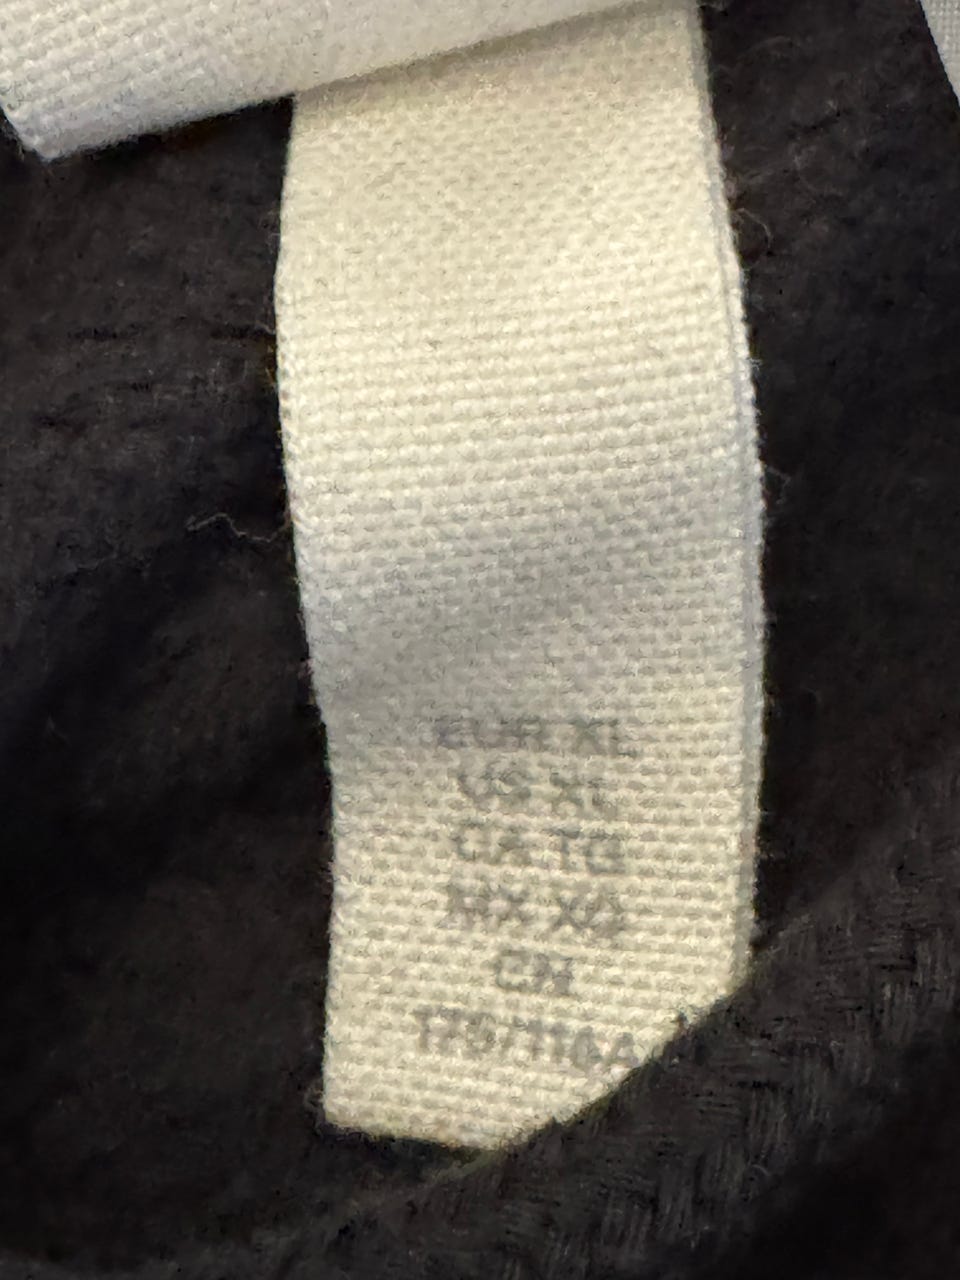 EUR XL
US XL
CA TG
MX XG
CN
175/116A